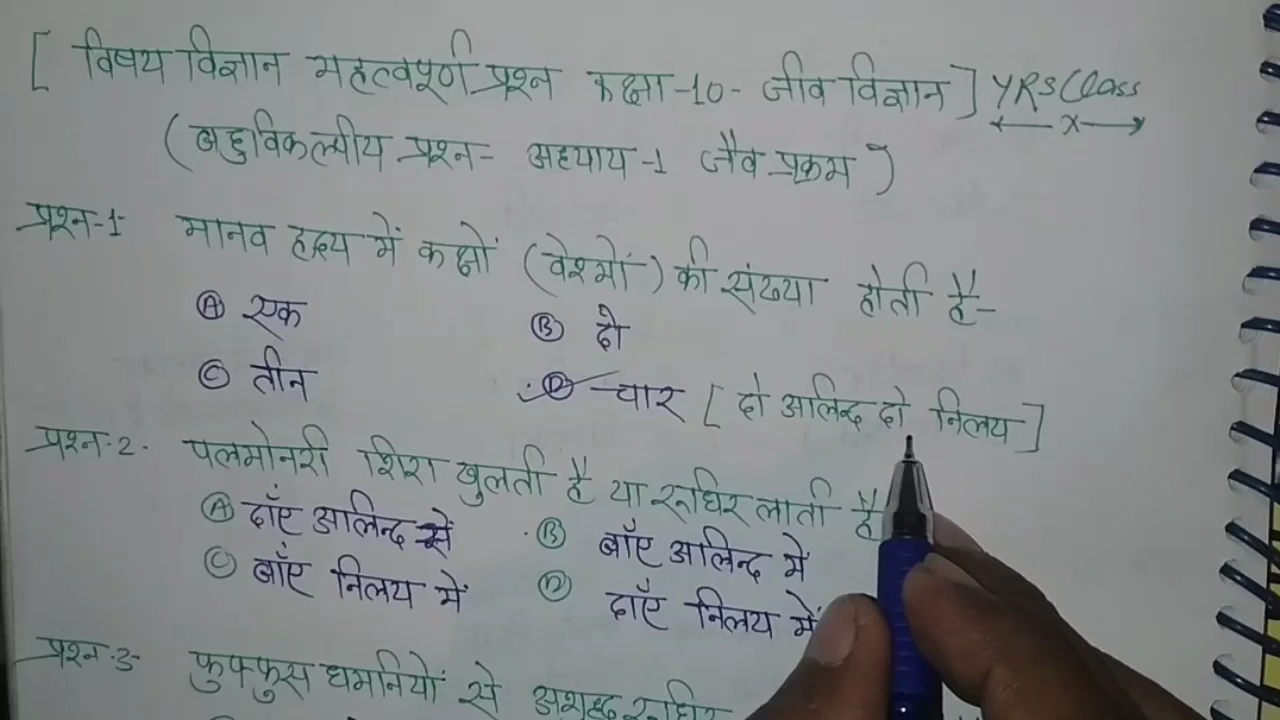 [ विषय विज्ञान महत्वपूर्ण प्रश्न कक्षा-10- जीव विज्ञान ] YRs Class
(बहुविकल्पीय प्रश्न- अध्याय-1 जैव प्रक्रम )
प्रश्न-1- मानव हृदय में कक्षों (वेश्मों) की संख्या होती है-
Ⓐ एक Ⓑ दो
Ⓒ तीन Ⓓ चार [ दो अलिन्द दो निलय ]
प्रश्न-2- पलमोनरी शिरा खुलती है या रूधिर लाती है
Ⓐ दाँए अलिन्द से Ⓑ बाँए अलिन्द में
Ⓒ बाँए निलय में Ⓓ दाँए निलय में
प्रश्न-3- फुफ्फुस धमनियों से अशुद्ध रूधिर